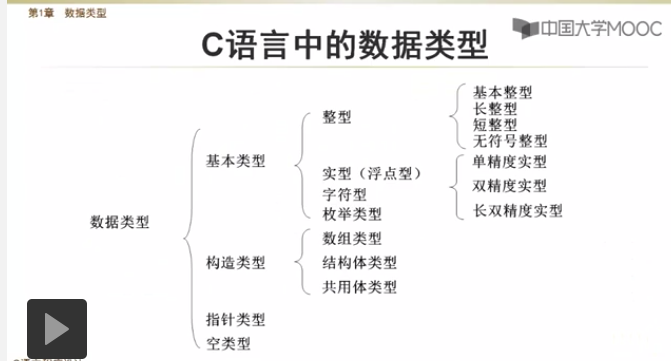 第1章 数据类型
中国大学MOOC
C语言中的数据类型
数据类型
基本类型
整型
基本整型
长整型
短整型
无符号整型
实型（浮点型）
单精度实型
双精度实型
长双精度实型
字符型
枚举类型
构造类型
数组类型
结构体类型
共用体类型
指针类型
空类型